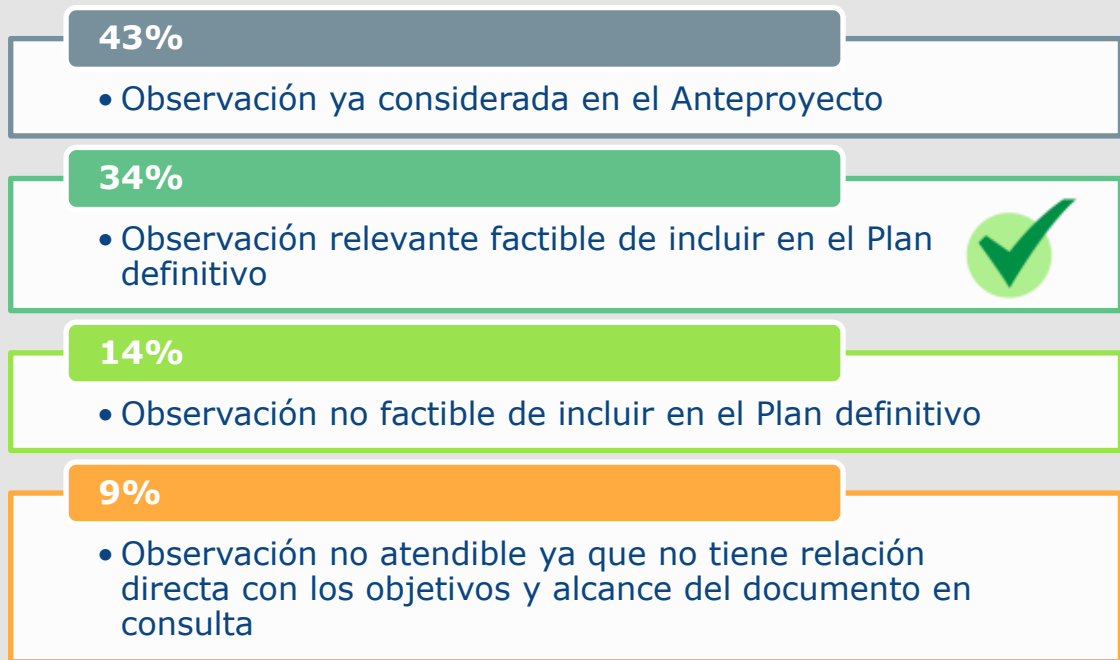 43%
• Observación ya considerada en el Anteproyecto
34%
• Observación relevante factible de incluir en el Plan
definitivo
14%
• Observación no factible de incluir en el Plan definitivo
9%
• Observación no atendible ya que no tiene relación
directa con los objetivos y alcance del documento en
consulta